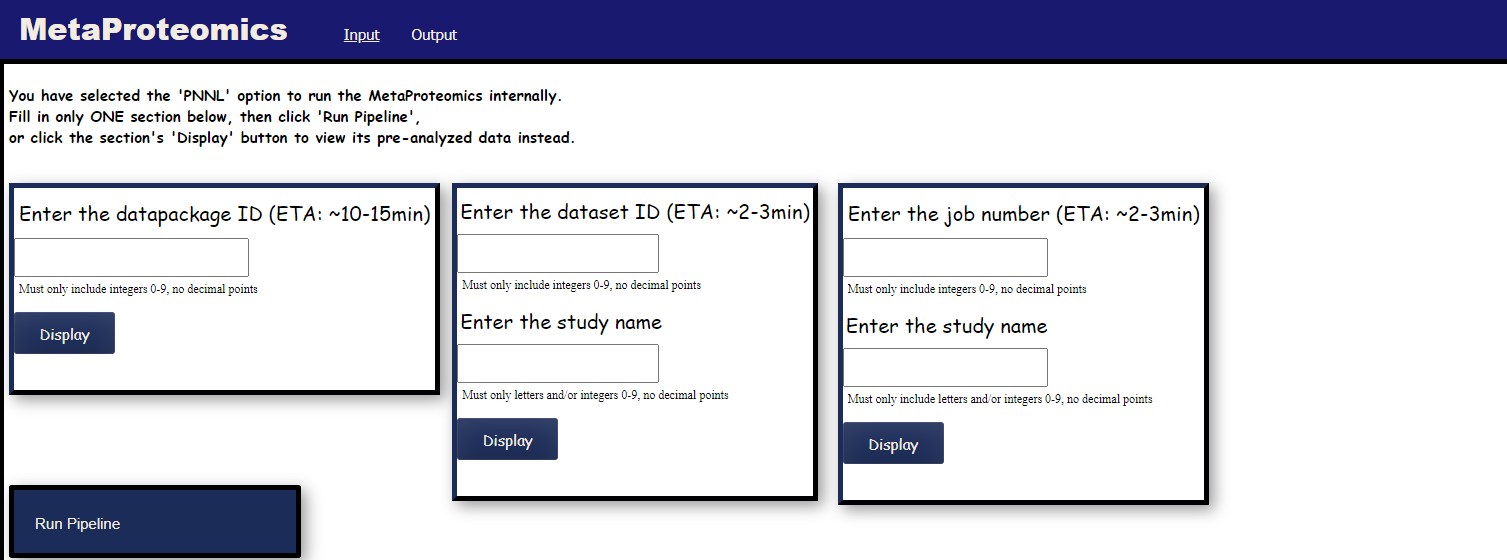 MetaProteomics
Input
Output
You have selected the 'PNNL' option to run the MetaProteomics internally.
Fill in only ONE section below, then click 'Run Pipeline',
or click the section's 'Display' button to view its pre-analyzed data instead.
Enter the datapackage ID (ETA: ~10-15min)
Must only include integers 0-9, no decimal points
Display
Enter the dataset ID (ETA: ~2-3min)
Must only include integers 0-9, no decimal points
Enter the study name
Must only letters and/or integers 0-9, no decimal points
Display
Enter the job number (ETA: ~2-3min)
Must only include integers 0-9, no decimal points
Enter the study name
Must only include letters and/or integers 0-9, no decimal points
Display
Run Pipeline